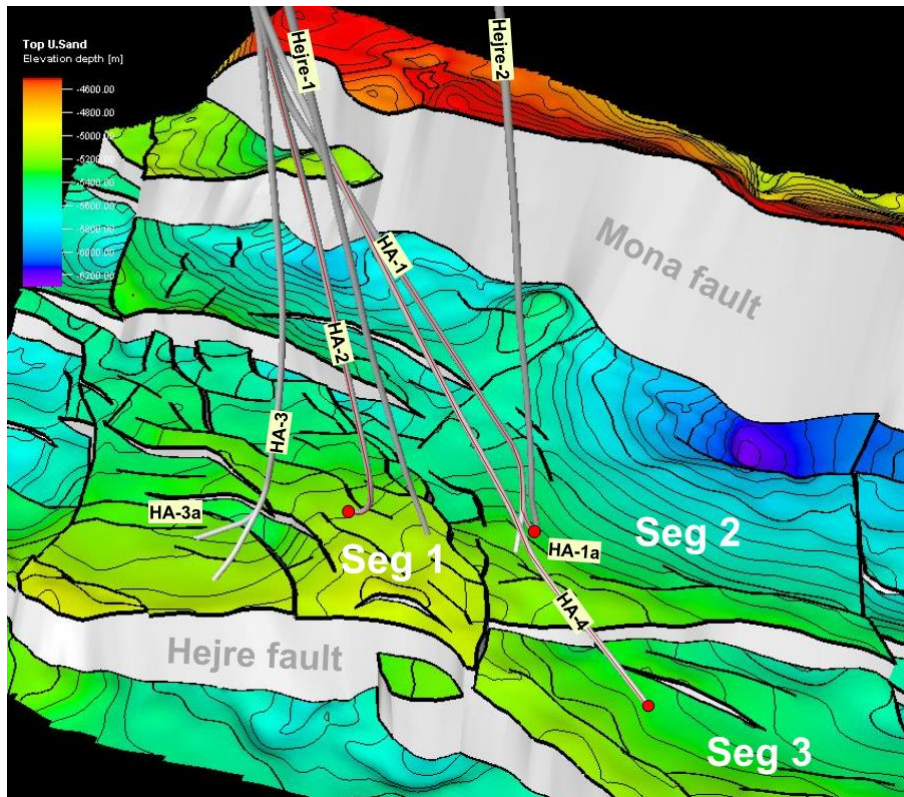 Top U.Sand
Elevation depth [m]
-4600.00
-4800.00
-5000.00
-5200.00
-5400.00
-5600.00
-5800.00
-6000.00
-6200.00
Hejre-1
Hejre-2
Mona fault
HA-1
HA-2
HA-3
HA-3a
Seg 1
HA-1a
Seg 2
HA-4
Hejre fault
Seg 3